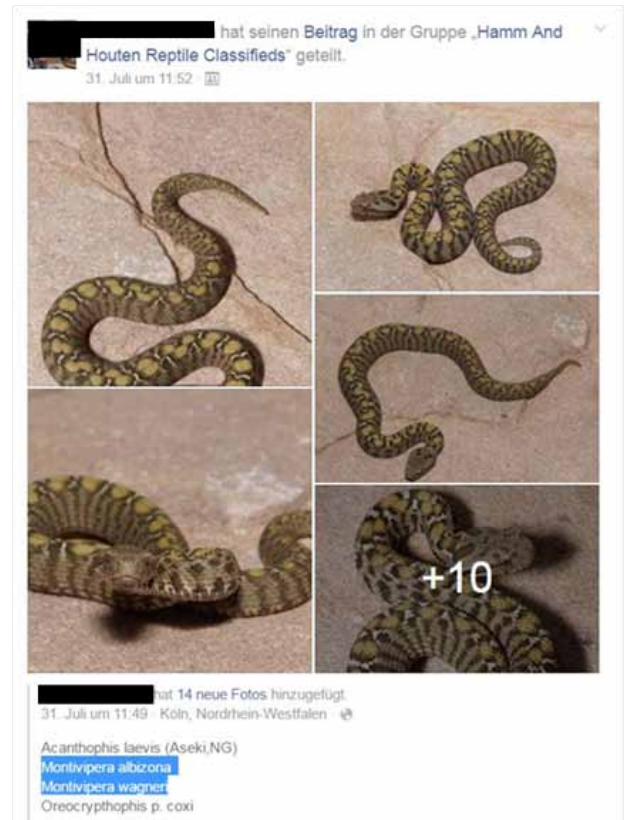 hat seinen Beitrag in der Gruppe „Hamm And
Houten Reptile Classifieds“ geteilt.
31. Juli um 11:52 ·
+10
hat 14 neue Fotos hinzugefügt.
31. Juli um 11:49 · Köln, Nordrhein-Westfalen ·
Acanthophis laevis (Aseki,NG)
Montivipera albizona
Montivipera wagneri
Oreocrypthophis p. coxi